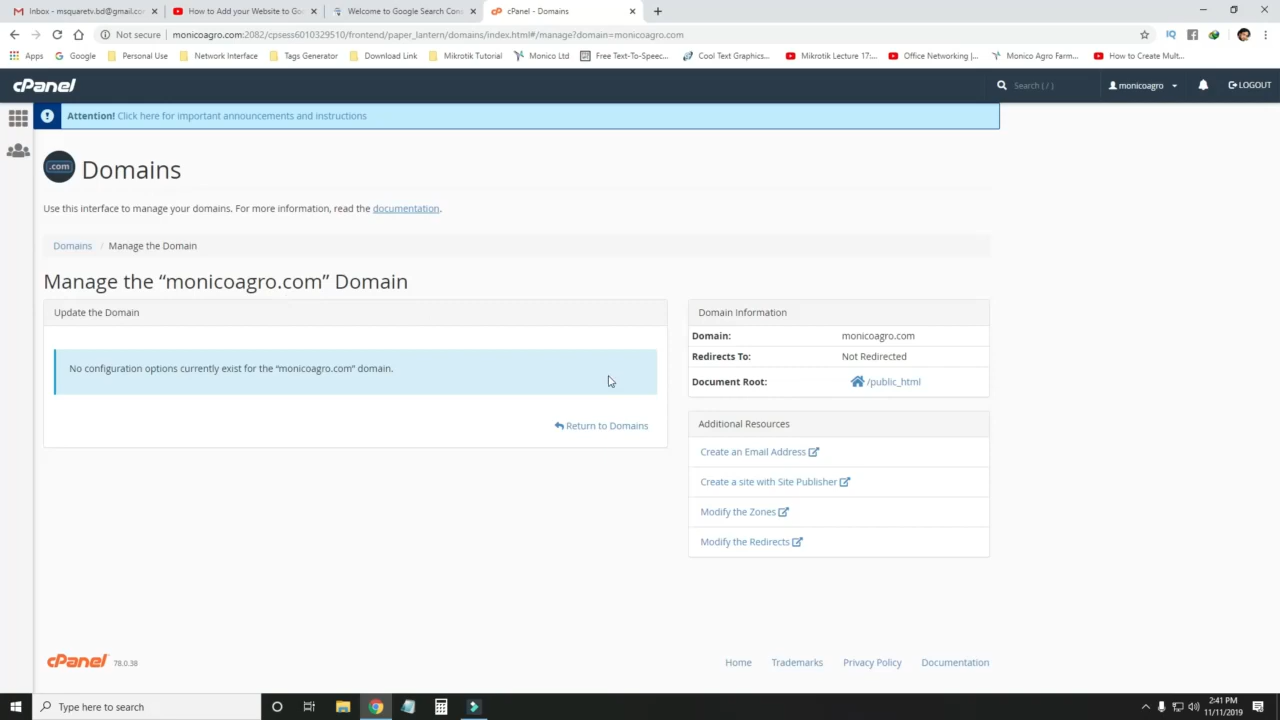 Inbox - msquaretv.bd@gmail.com
How to Add your Website to Go
Welcome to Google Search Con
cPanel - Domains
Not secure
monicoagro.com:2082/cpsess6010329510/frontend/paper_lantern/domains/index.html#/manage?domain=monicoagro.com
Apps
Google
Personal Use
Network Interface
Tags Generator
Download Link
Mikrotik Tutorial
Monico Ltd
Free Text-To-Speec...
Cool Text Graphics...
Mikrotik Lecture 17:...
Office Networking |...
Monico Agro Farm...
How to Create Mult...
cPanel
Search ( / )
monicoagro
LOGOUT
Attention! Click here for important announcements and instructions
.com
Domains
Use this interface to manage your domains. For more information, read the documentation.
Domains / Manage the Domain
Manage the “monicoagro.com” Domain
Update the Domain
No configuration options currently exist for the “monicoagro.com” domain.
Return to Domains
Domain Information
Domain: monicoagro.com
Redirects To: Not Redirected
Document Root: /public_html
Additional Resources
Create an Email Address
Create a site with Site Publisher
Modify the Zones
Modify the Redirects
cPanel 78.0.38
Home Trademarks Privacy Policy Documentation
Type here to search
2:41 PM
11/11/2019